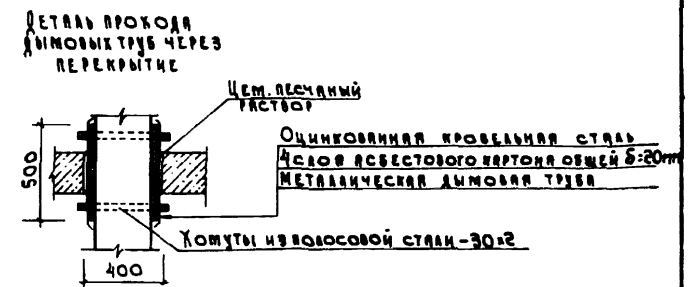 Деталь прохода
дымовых труб через
перекрытие
Цем. песчаный
раствор
Оцинкованная кровельная сталь
4 слоя асбестового картона общей δ=20mm
Металлическая дымовая труба
500
Хомуты из полосовой стали -30×2
400